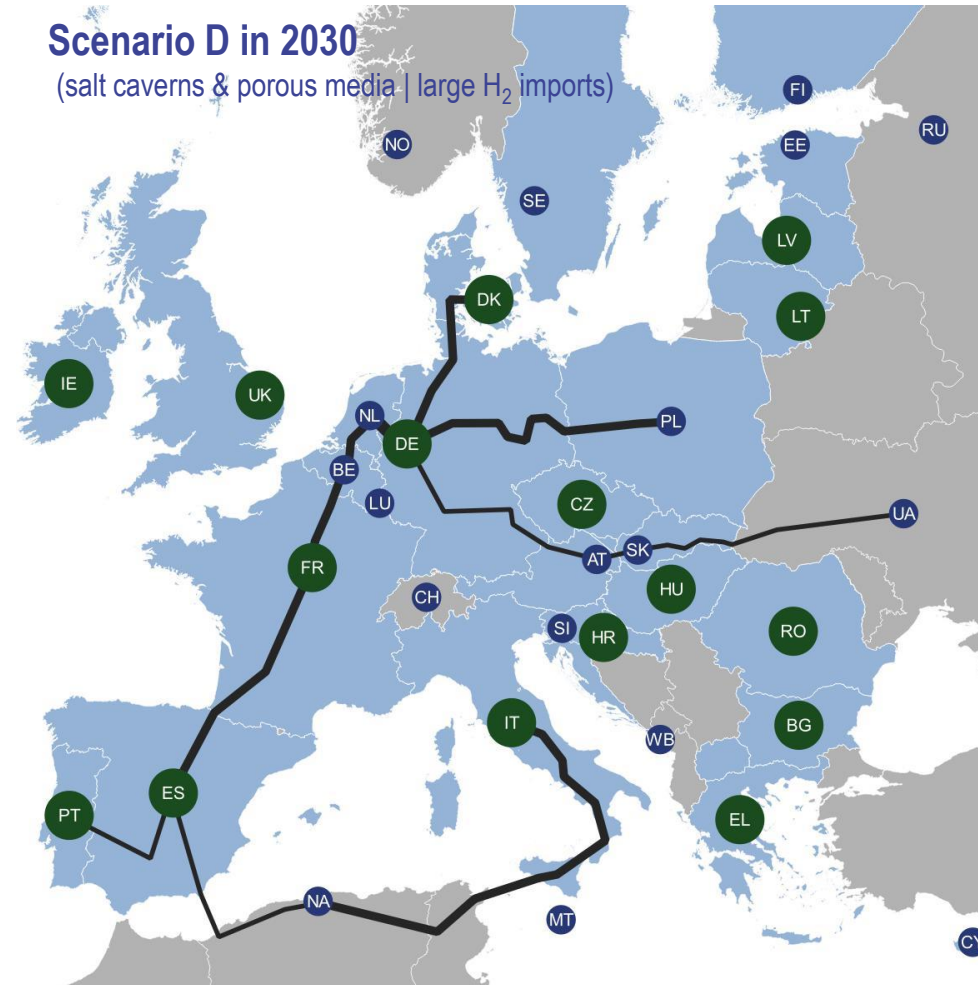 Scenario D in 2030
(salt caverns & porous media | large H₂ imports)
FI
RU
NO
EE
SE
LV
DK
LT
IE
UK
NL
PL
DE
BE
LU
CZ
UA
SK
AT
FR
HU
CH
SI
HR
RO
IT
BG
WB
ES
PT
EL
NA
MT
CY